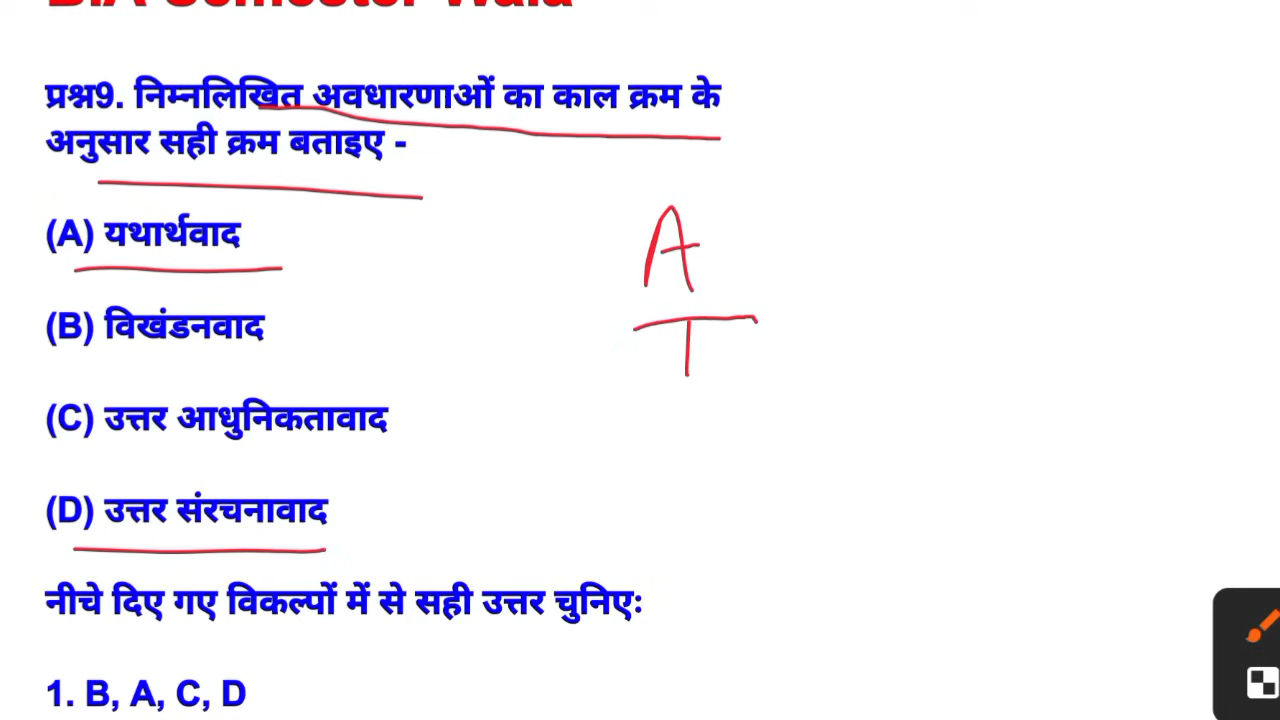 प्रश्न9. निम्नलिखित अवधारणाओं का काल क्रम के
अनुसार सही क्रम बताइए -
(A) यथार्थवाद
A
(B) विखंडनवाद
T
(C) उत्तर आधुनिकतावाद
(D) उत्तर संरचनावाद
नीचे दिए गए विकल्पों में से सही उत्तर चुनिए:
1. B, A, C, D